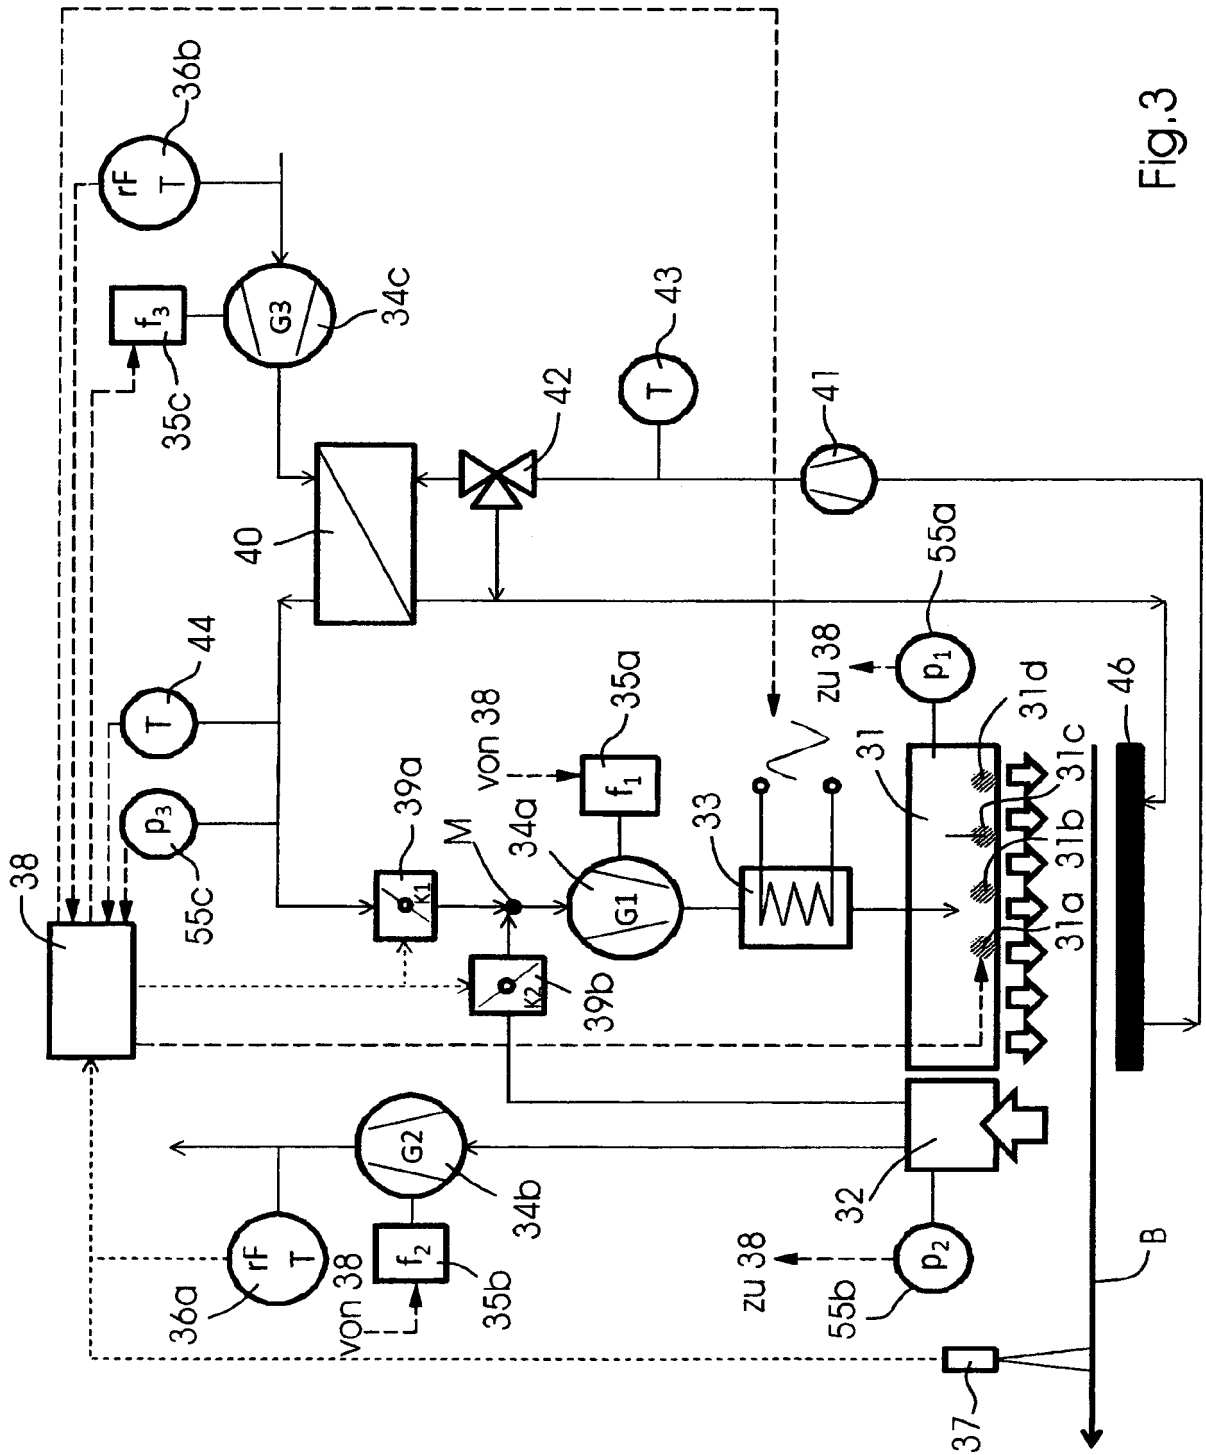 36b
rF
T
f₃
35c
G3
34c
43
T
42
41
40
44
T
p₃
55c
38
39a
K1
M
34a
G1
von 38
35a
f₁
33
zu 38
55a
p₁
31
31d
31c
31b
31a
46
K2
39b
G2
34b
f₂
35b
von 38
rF
T
36a
32
zu 38
p₂
55b
B
37
Fig.3